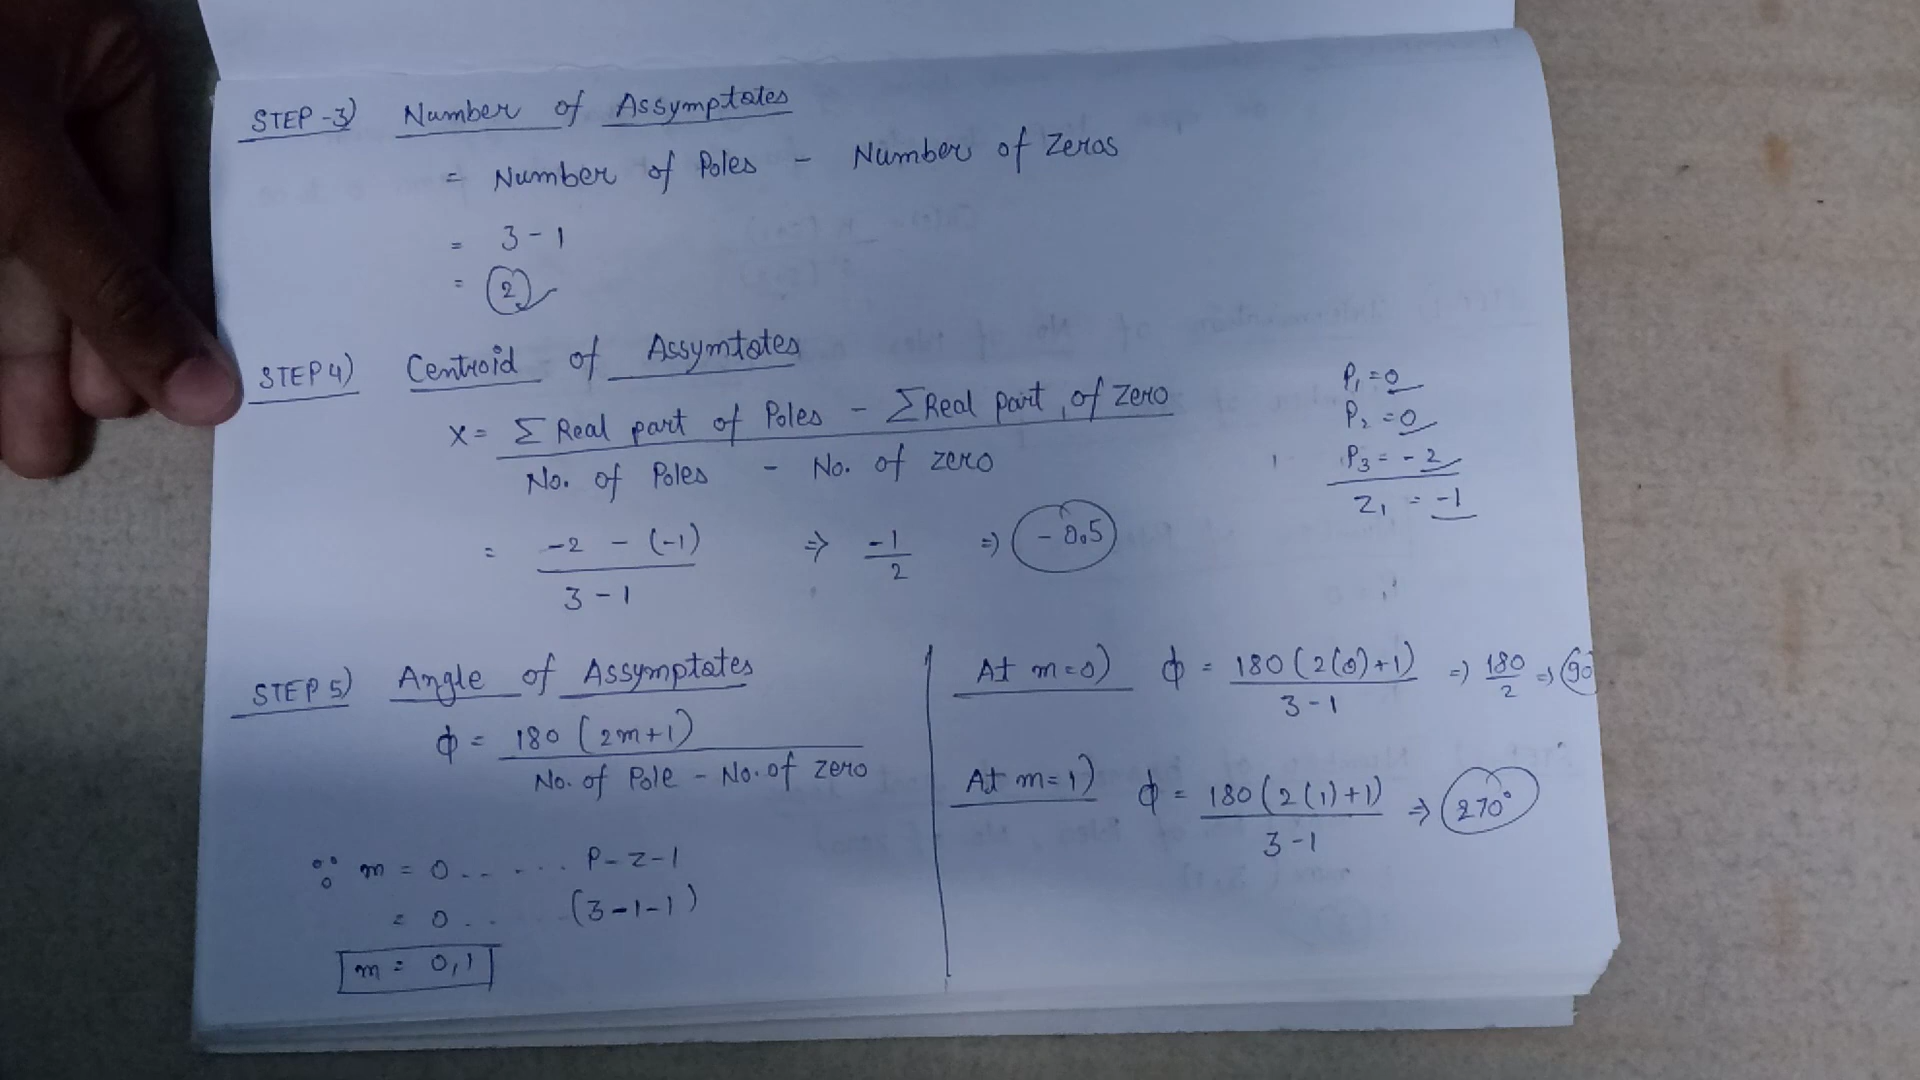 STEP-3) Number of Assymptotes
= Number of Poles - Number of Zeros
= 3-1
= 2
STEP 4) Centroid of Assymtotes
X = Σ Real part of Poles - Σ Real part of Zero
No. of Poles - No. of zero
= -2 - (-1) ⇒ -1 ⇒ -0.5
3-1 2
P₁ = 0
P₂ = 0
P₃ = -2
Z₁ = -1
STEP 5) Angle of Assymptotes
ϕ = 180 (2m+1)
No. of Pole - No. of zero
∵ m = 0 . . . . . . P-Z-1
= 0 . . (3-1-1)
m = 0,1
At m=0) ϕ = 180 (2(0)+1) ⇒ 180 ⇒ 90
3-1 2
At m=1) ϕ = 180 (2(1)+1) ⇒ 270°
3-1